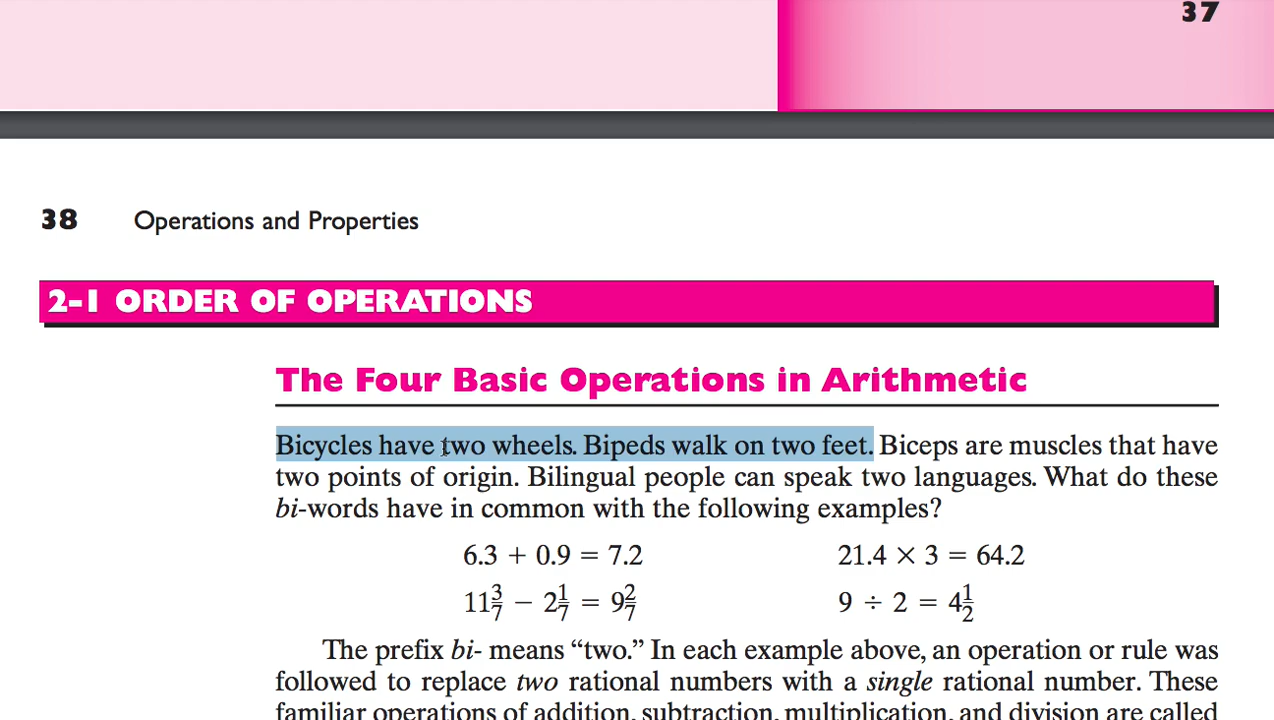 37
38 Operations and Properties
2-1 ORDER OF OPERATIONS
The Four Basic Operations in Arithmetic
Bicycles have two wheels. Bipeds walk on two feet. Biceps are muscles that have
two points of origin. Bilingual people can speak two languages. What do these
bi-words have in common with the following examples?
6.3 + 0.9 = 7.2 21.4 × 3 = 64.2
11 3/7 − 2 1/7 = 9 2/7 9 ÷ 2 = 4 1/2
The prefix bi- means “two.” In each example above, an operation or rule was
followed to replace two rational numbers with a single rational number. These
familiar operations of addition, subtraction, multiplication, and division are called